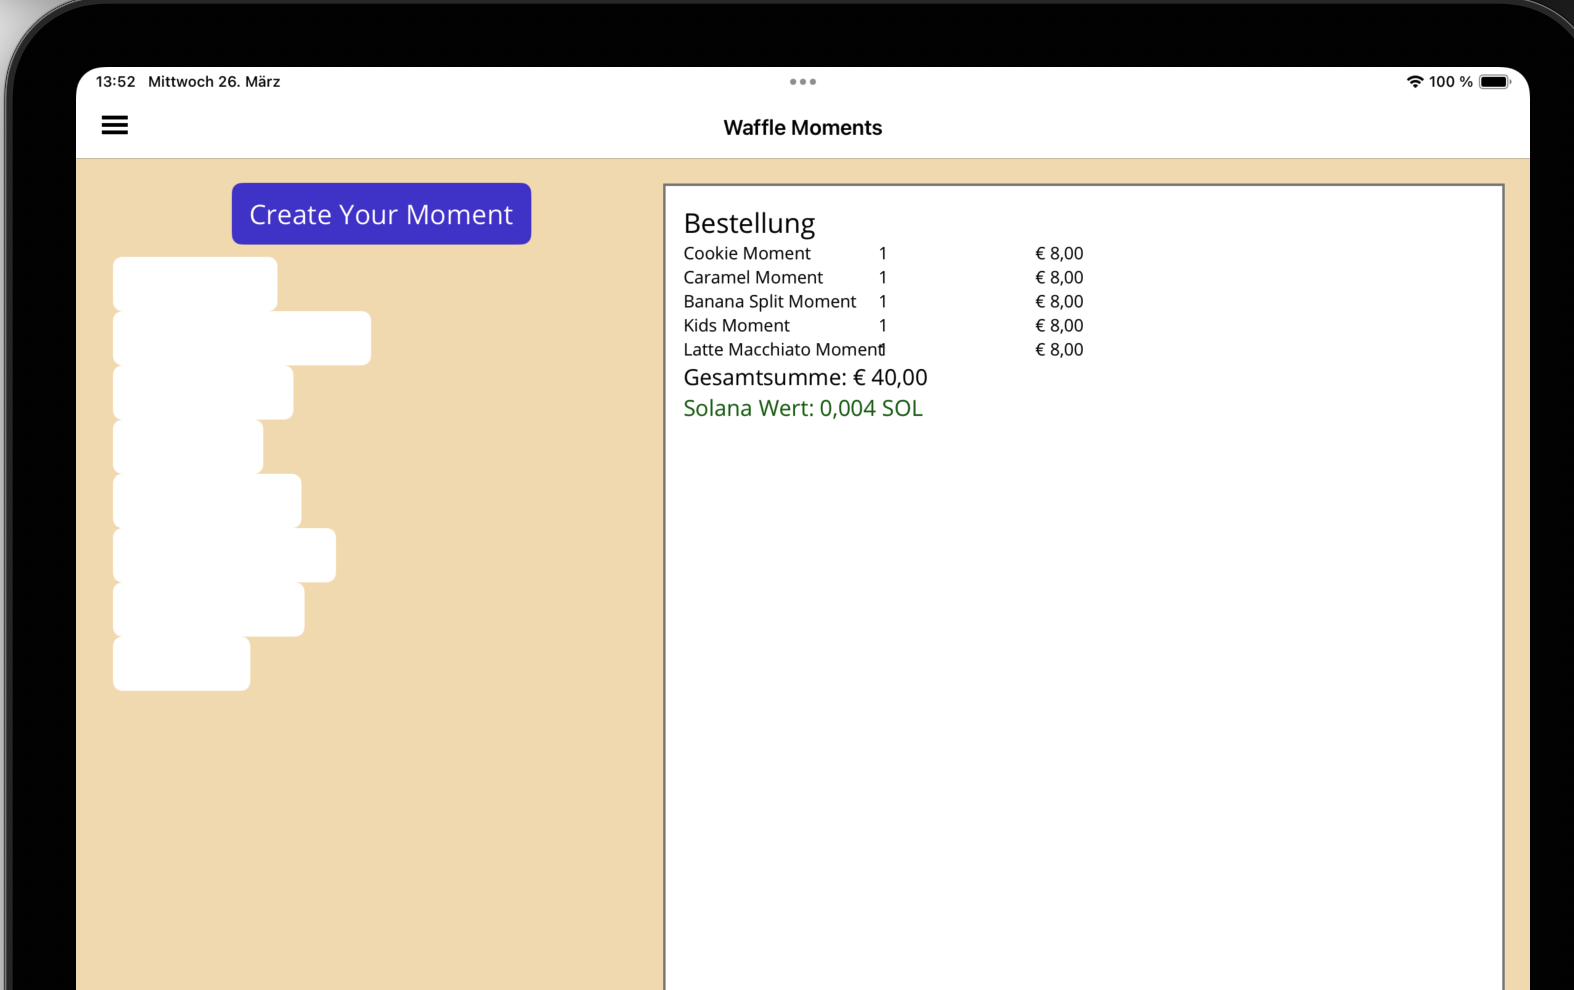 13:52 Mittwoch 26. März
100 %
Waffle Moments
Create Your Moment
Bestellung
Cookie Moment 1 € 8,00
Caramel Moment 1 € 8,00
Banana Split Moment 1 € 8,00
Kids Moment 1 € 8,00
Latte Macchiato Moment 1 € 8,00
Gesamtsumme: € 40,00
Solana Wert: 0,004 SOL